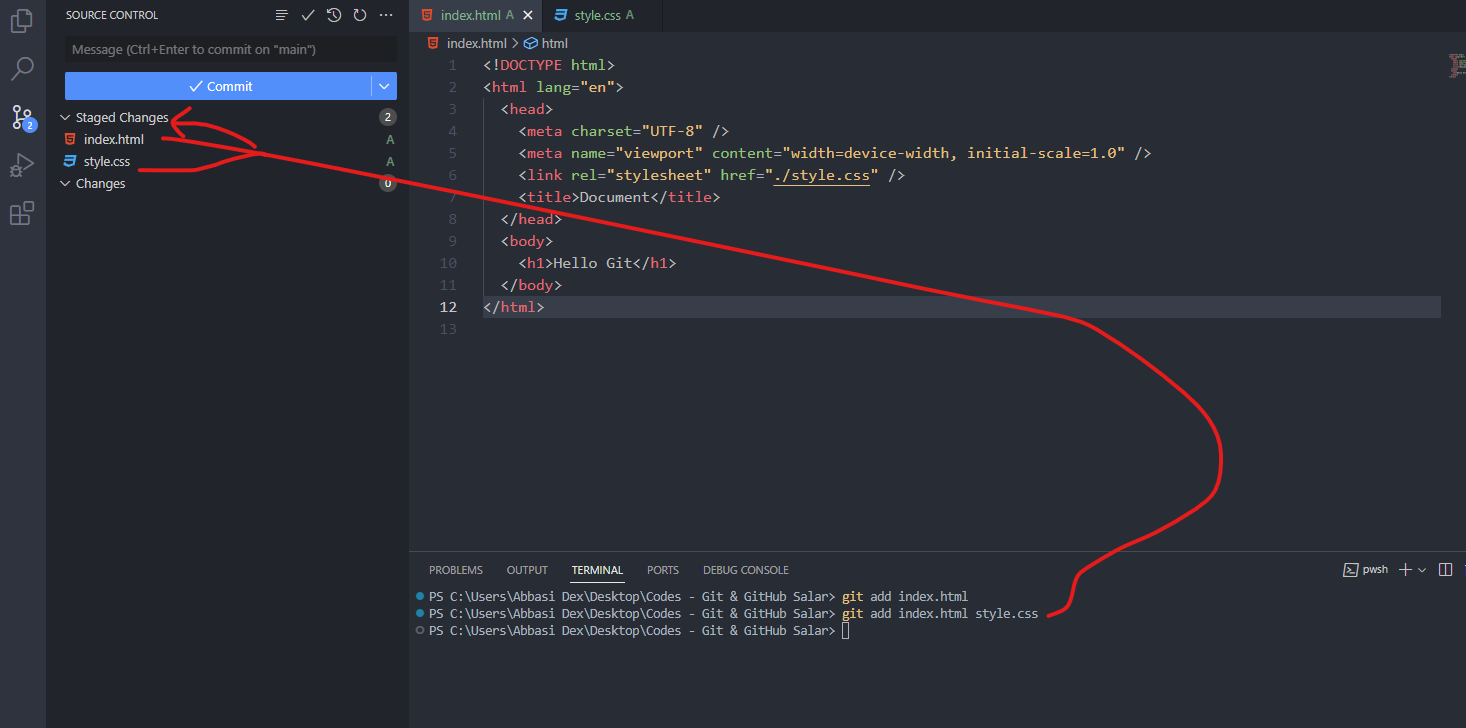 SOURCE CONTROL
Message (Ctrl+Enter to commit on "main")
Commit
Staged Changes 2
index.html A
style.css A
Changes 0
2
index.html A
style.css A
index.html > html
1 <!DOCTYPE html>
2 <html lang="en">
3 <head>
4 <meta charset="UTF-8" />
5 <meta name="viewport" content="width=device-width, initial-scale=1.0" />
6 <link rel="stylesheet" href="./style.css" />
7 <title>Document</title>
8 </head>
9 <body>
10 <h1>Hello Git</h1>
11 </body>
12 </html>
13
PROBLEMS OUTPUT TERMINAL PORTS DEBUG CONSOLE
pwsh
PS C:\Users\Abbasi Dex\Desktop\Codes - Git & GitHub Salar> git add index.html
PS C:\Users\Abbasi Dex\Desktop\Codes - Git & GitHub Salar> git add index.html style.css
PS C:\Users\Abbasi Dex\Desktop\Codes - Git & GitHub Salar>